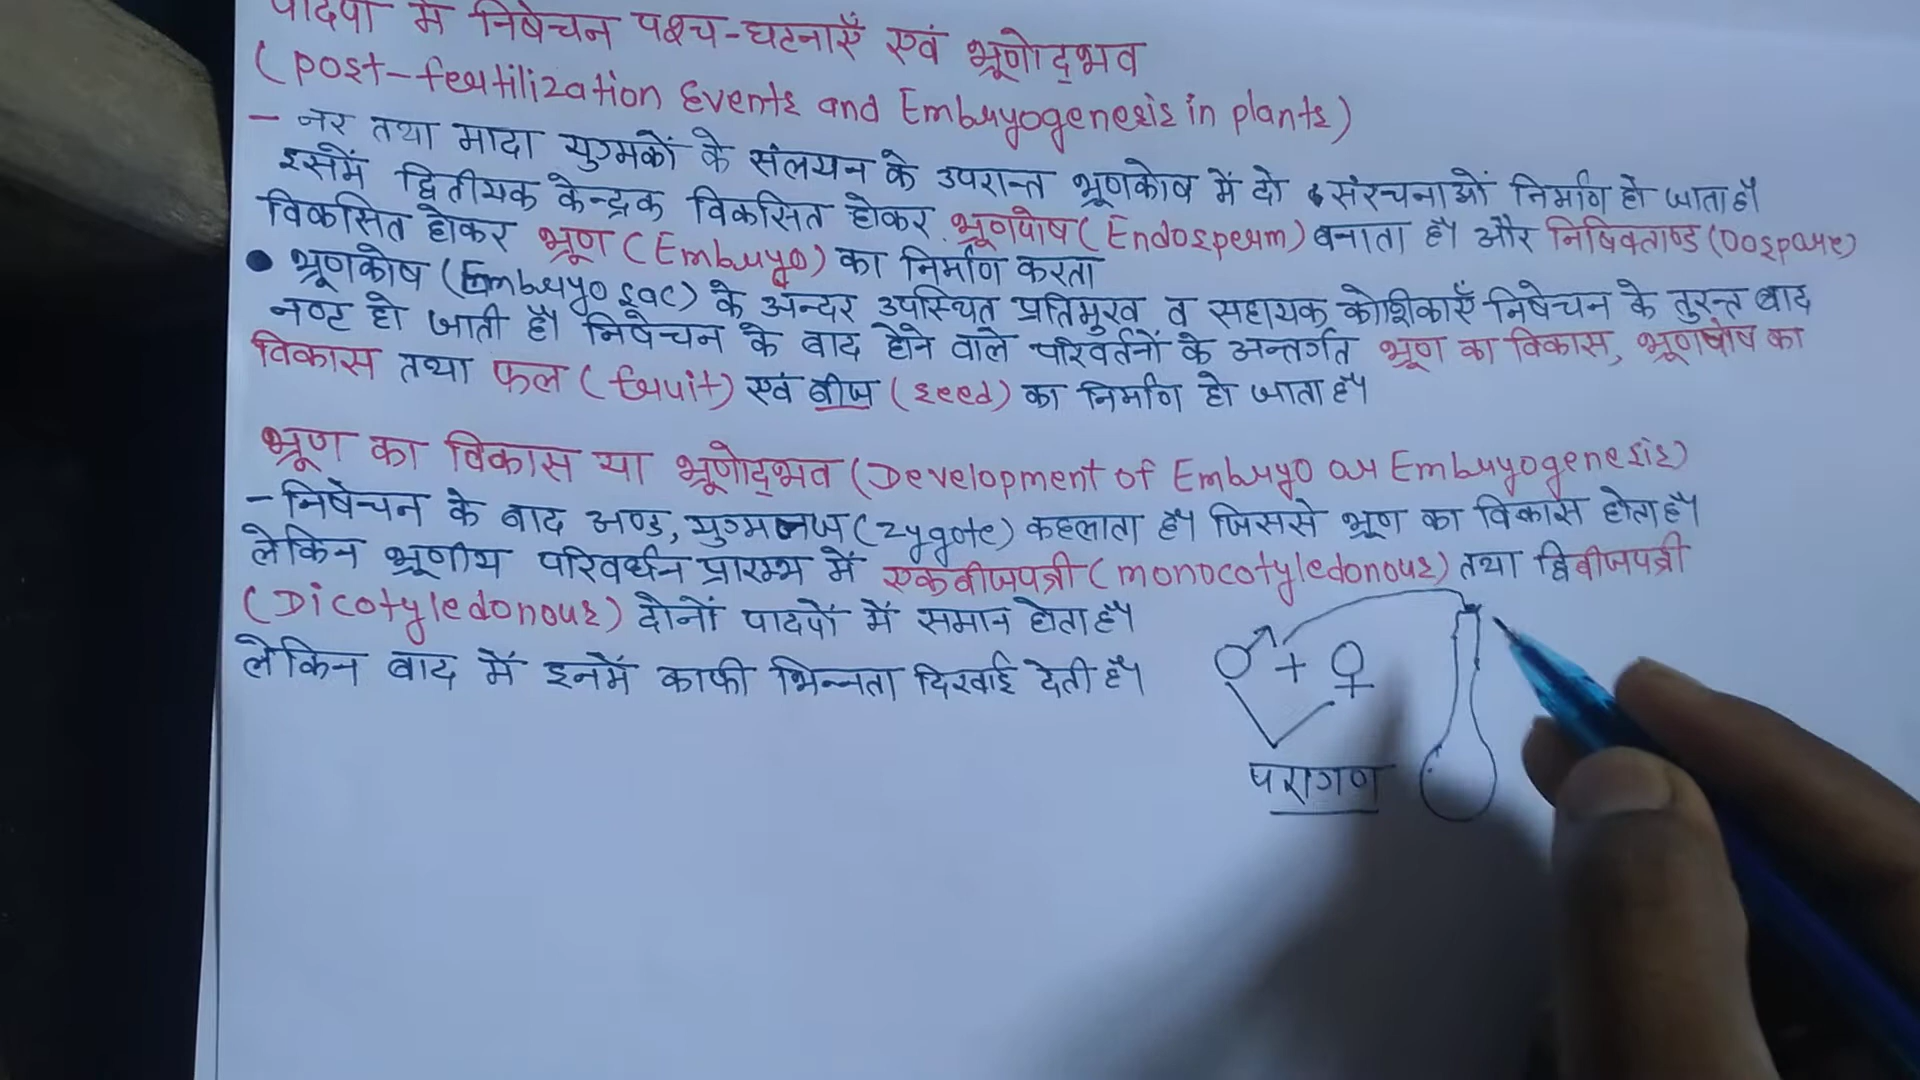 पादपों में निषेचन पश्च-घटनाएँ एवं भ्रूणोद्भव
(post-fertilization Events and Embryogenesis in plants)
- नर तथा मादा युग्मकों के संलयन के उपरान्त भ्रूणकोष में दो संरचनाओं निर्माण हो जाता है।
इसमें द्वितीयक केन्द्रक विकसित होकर भ्रूणपोष (Endosperm) बनाता है। और निषिक्ताण्ड (Oospore)
विकसित होकर भ्रूण (Embryo) का निर्माण करता
● भ्रूणकोष (Embryo sac) के अन्दर उपस्थित प्रतिमुख व सहायक कोशिकाएँ निषेचन के तुरन्त बाद
नष्ट हो जाती है। निषेचन के बाद होने वाले परिवर्तनों के अन्तर्गत भ्रूण का विकास, भ्रूणपोष का
विकास तथा फल (fruit) एवं बीज (seed) का निर्माण हो जाता है।
भ्रूण का विकास या भ्रूणोद्भव (Development of Embryo or Embryogenesis)
- निषेचन के बाद अण्ड, युग्मनज (Zygote) कहलाता है। जिससे भ्रूण का विकास होता है।
लेकिन भ्रूणीय परिवर्धन प्रारम्भ में एकबीजपत्री (monocotyledonous) तथा द्विबीजपत्री
(Dicotyledonous) दोनों पादपों में समान होता है।
लेकिन बाद में इनमें काफी भिन्नता दिखाई देती है।
♂ + ♀
परागण